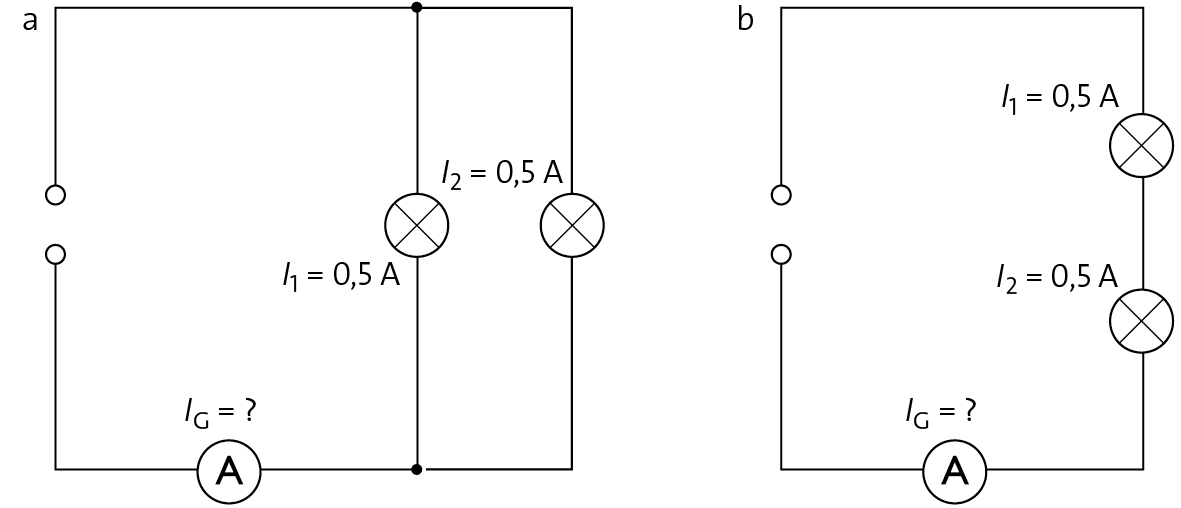 a
I2 = 0,5 A
I1 = 0,5 A
IG = ?
A
b
I1 = 0,5 A
I2 = 0,5 A
IG = ?
A